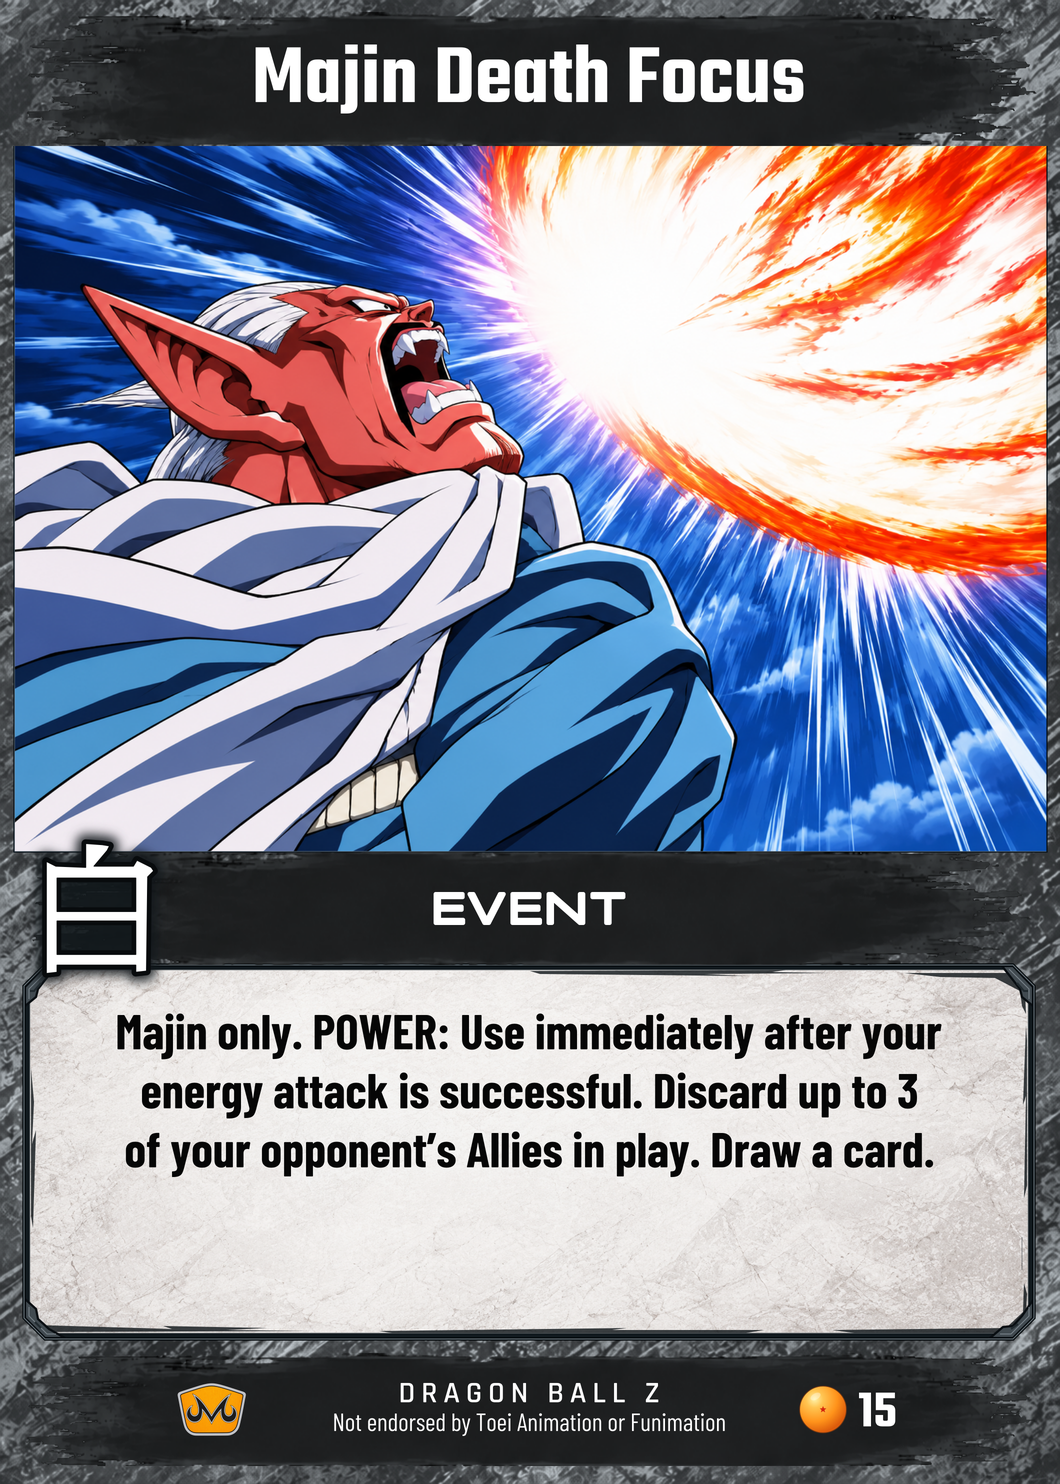 Majin Death Focus
白
EVENT
Majin only. POWER: Use immediately after your
energy attack is successful. Discard up to 3
of your opponent's Allies in play. Draw a card.
DRAGON BALL Z
Not endorsed by Toei Animation or Funimation
15